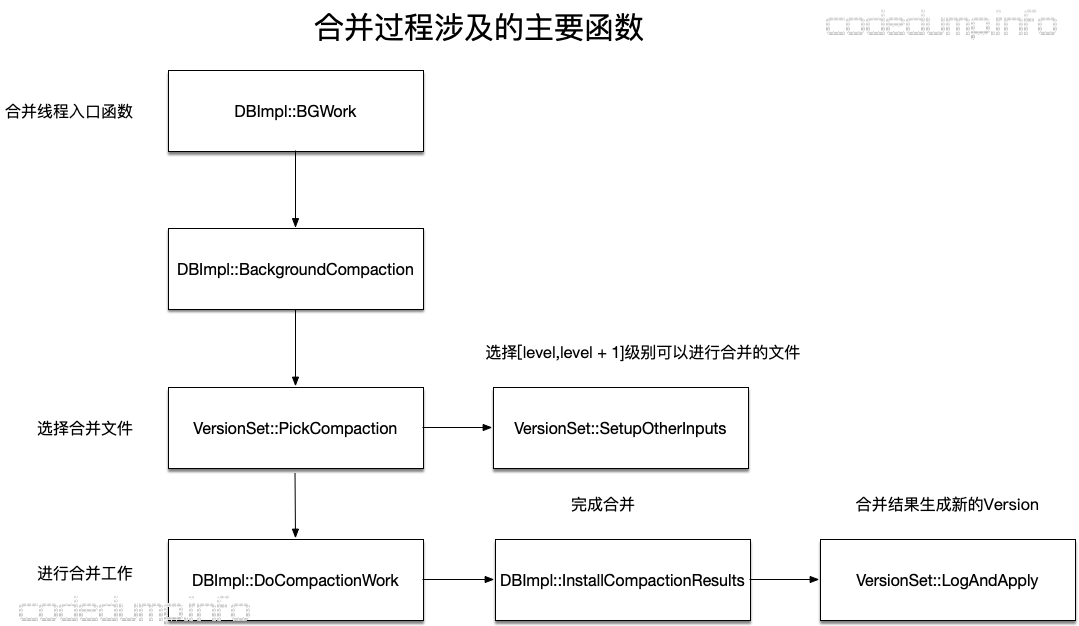 合并过程涉及的主要函数
codedump.info
合并线程入口函数
DBImpl::BGWork
DBImpl::BackgroundCompaction
选择[level,level + 1]级别可以进行合并的文件
选择合并文件
VersionSet::PickCompaction
VersionSet::SetupOtherInputs
完成合并
合并结果生成新的Version
进行合并工作
DBImpl::DoCompactionWork
DBImpl::InstallCompactionResults
VersionSet::LogAndApply
codedump.info